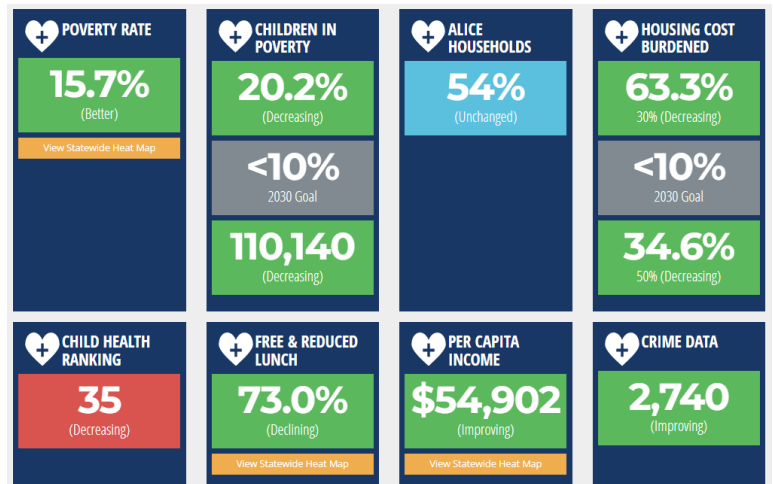 POVERTY RATE
15.7%
(Better)
View Statewide Heat Map
CHILDREN IN
POVERTY
20.2%
(Decreasing)
<10%
2030 Goal
110,140
(Decreasing)
ALICE
HOUSEHOLDS
54%
(Unchanged)
HOUSING COST
BURDENED
63.3%
30% (Decreasing)
<10%
2030 Goal
34.6%
50% (Decreasing)
CHILD HEALTH
RANKING
35
(Decreasing)
FREE & REDUCED
LUNCH
73.0%
(Declining)
View Statewide Heat Map
PER CAPITA
INCOME
$54,902
(Improving)
View Statewide Heat Map
CRIME DATA
2,740
(Improving)